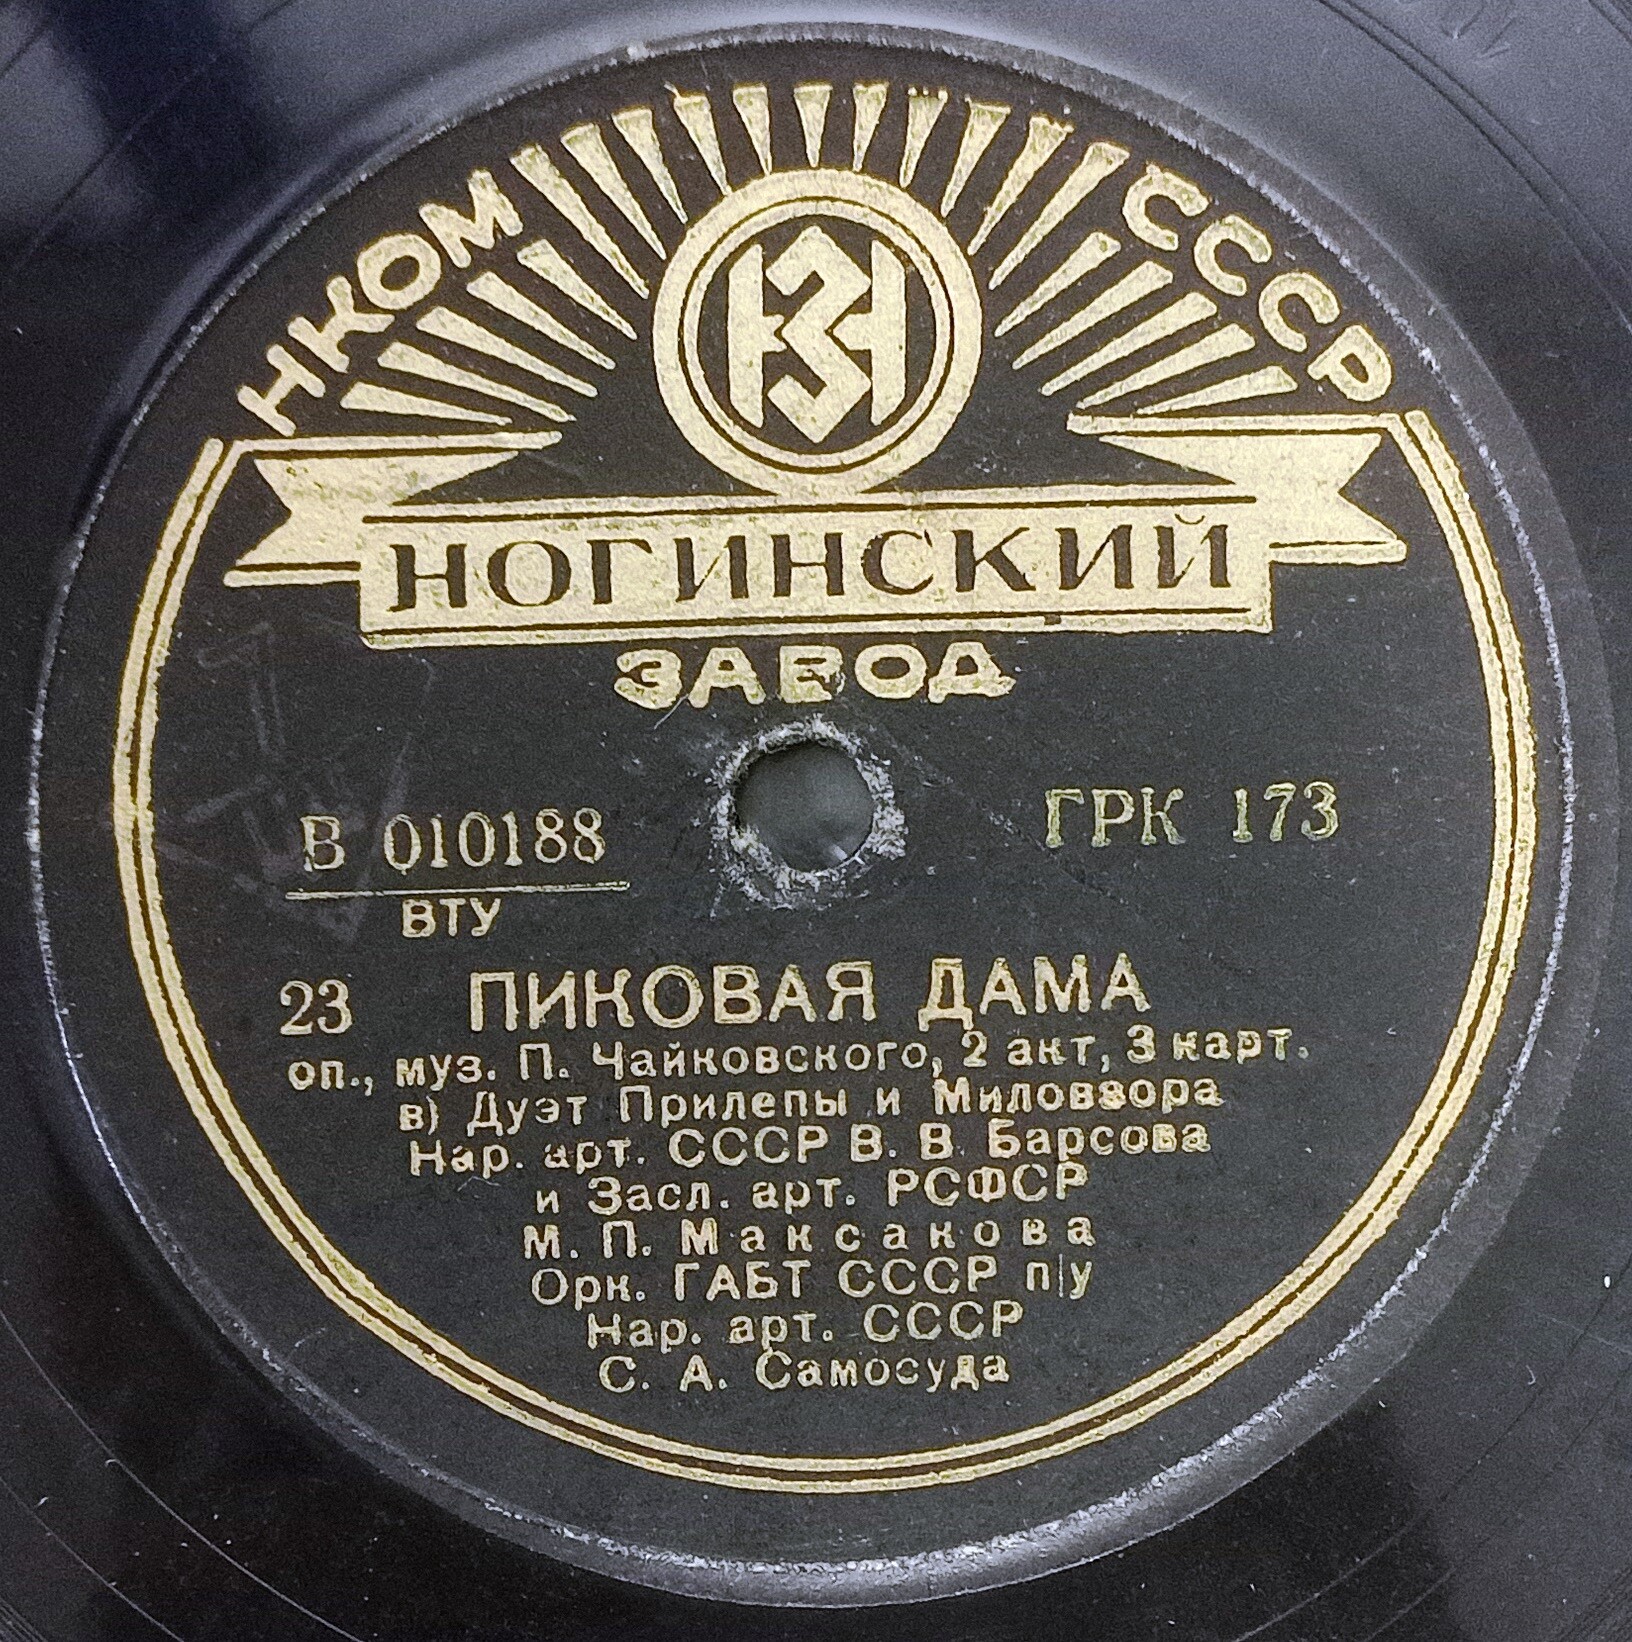 НКОМ СССР
НЗ
НОГИНСКИЙ
ЗАВОД
В 010188
ВТУ
ГРК 173
23 ПИКОВАЯ ДАМА
оп., муз. П. Чайковского, 2 акт, 3 карт.
в) Дуэт Прилепы и Миловзора
Нар. арт. СССР В. В. Барсова
и Засл. арт. РСФСР
М. П. Максакова
Орк. ГАБТ СССР п/у
Нар. арт. СССР
С. А. Самосуда